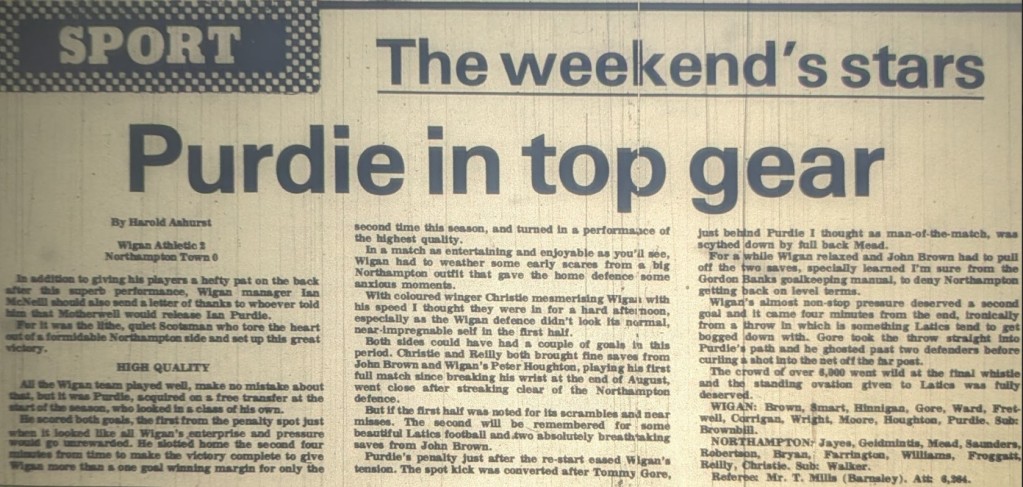 SPORT
The weekend's stars
Purdie in top gear
By Harold Ashurst
Wigan Athletic 2
Northampton Town 0
In addition to giving his players a hefty pat on the back
after this superb performance, Wigan manager Ian
McNeill should also send a letter of thanks to whoever told
him that Motherwell would release Ian Purdie.
For it was the lithe, quiet Scotsman who tore the heart
out of a formidable Northampton side and set up this great
victory.
HIGH QUALITY
All the Wigan team played well, make no mistake about
that, but it was Purdie, acquired on a free transfer at the
start of the season, who looked in a class of his own.
He scored both goals, the first from the penalty spot just
when it looked like all Wigan's enterprise and pressure
would go unrewarded. He slotted home the second four
minutes from time to make the victory complete to give
Wigan more than a one goal winning margin for only the
second time this season, and turned in a performance of
the highest quality.
In a match as entertaining and enjoyable as you'll see,
Wigan had to weather some early scares from a big
Northampton outfit that gave the home defence some
anxious moments.
With coloured winger Christie mesmerising Wigan with
his speed I thought they were in for a hard afternoon,
especially as the Wigan defence didn't look its normal,
near-impregnable self in the first half.
Both sides could have had a couple of goals in this
period. Christie and Reilly both brought fine saves from
John Brown and Wigan's Peter Houghton, playing his first
full match since breaking his wrist at the end of August,
went close after streaking clear of the Northampton
defence.
But if the first half was noted for its scrambles and near
misses. The second will be remembered for some
beautiful Latics football and two absolutely breathtaking
saves from John Brown.
Purdie's penalty just after the re-start eased Wigan's
tension. The spot kick was converted after Tommy Gore,
just behind Purdie I thought as man-of-the-match, was
scythed down by full back Mead.
For a while Wigan relaxed and John Brown had to pull
off the two saves, specially learned I'm sure from the
Gordon Banks goalkeeping manual, to deny Northampton
getting back on level terms.
Wigan's almost non-stop pressure deserved a second
goal and it came four minutes from the end, ironically
from a throw in which is something Latics tend to get
bogged down with. Gore took the throw straight into
Purdie's path and he ghosted past two defenders before
curling a shot into the net off the far post.
The crowd of over 6,000 went wild at the final whistle
and the standing ovation given to Latics was fully
deserved.
WIGAN: Brown, Smart, Hinnigan, Gore, Ward, Fret-
well, Corrigan, Wright, Moore, Houghton, Purdie. Sub:
Brownbill.
NORTHAMPTON: Jayes, Geidmintis, Mead, Saunders,
Robertson, Bryan, Farrington, Williams, Froggatt,
Reilly, Christie. Sub: Walker.
Referee: Mr. T. Mills (Barnsley). Att: 6,264.